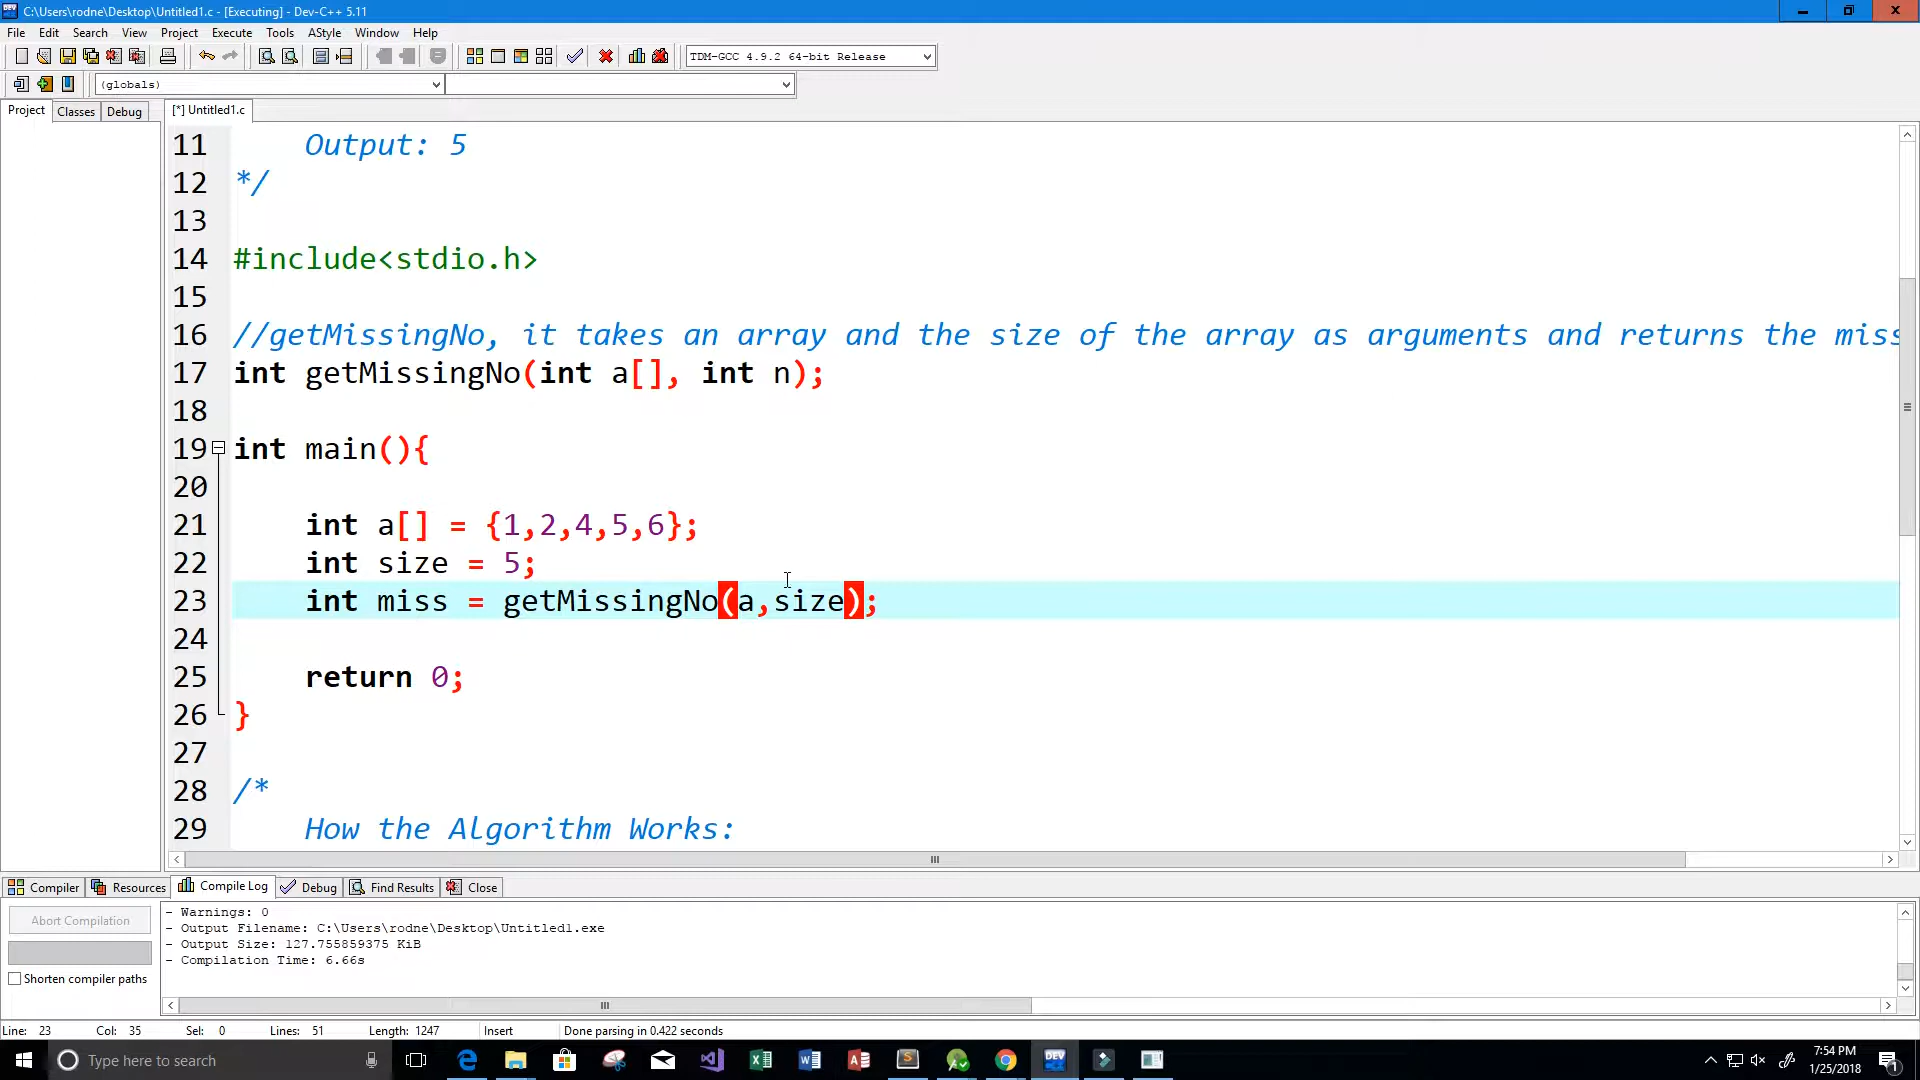 C:\Users\rodne\Desktop\Untitled1.c - [Executing] - Dev-C++ 5.11
File Edit Search View Project Execute Tools AStyle Window Help
TDM-GCC 4.9.2 64-bit Release
(globals)
Project Classes Debug [*] Untitled1.c
11 Output: 5
12 */
13
14 #include<stdio.h>
15
16 //getMissingNo, it takes an array and the size of the array as arguments and returns the miss
17 int getMissingNo(int a[], int n);
18
19 int main(){
20
21 int a[] = {1,2,4,5,6};
22 int size = 5;
23 int miss = getMissingNo(a,size);
24
25 return 0;
26 }
27
28 /*
29 How the Algorithm Works:
Compiler Resources Compile Log Debug Find Results Close
Abort Compilation
Shorten compiler paths
- Warnings: 0
- Output Filename: C:\Users\rodne\Desktop\Untitled1.exe
- Output Size: 127.755859375 KiB
- Compilation Time: 6.66s
Line: 23 Col: 35 Sel: 0 Lines: 51 Length: 1247 Insert Done parsing in 0.422 seconds
Type here to search
DEV
7:54 PM
1/25/2018
1